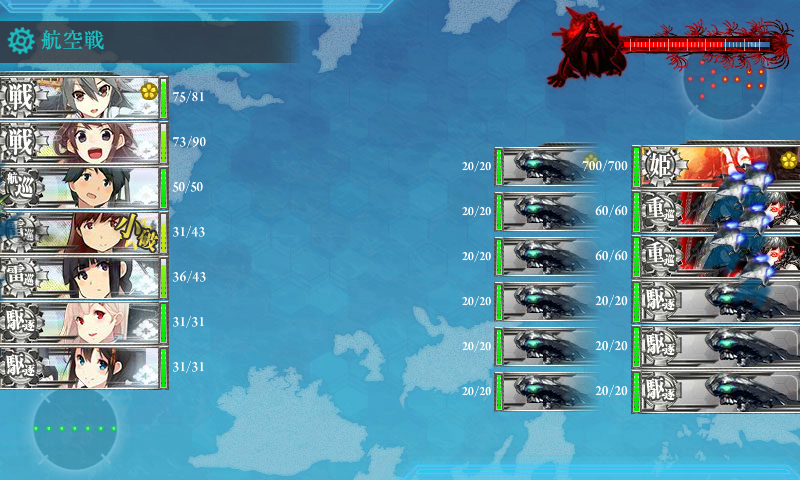 航空戦
戦 75/81
戦 73/90
航巡 50/50
雷巡 小破 31/43
雷巡 36/43
駆逐 31/31
駆逐 31/31
20/20 700/700 姫
20/20 60/60 重巡
20/20 60/60 重巡
20/20 20/20 駆逐
20/20 20/20 駆逐
20/20 20/20 駆逐